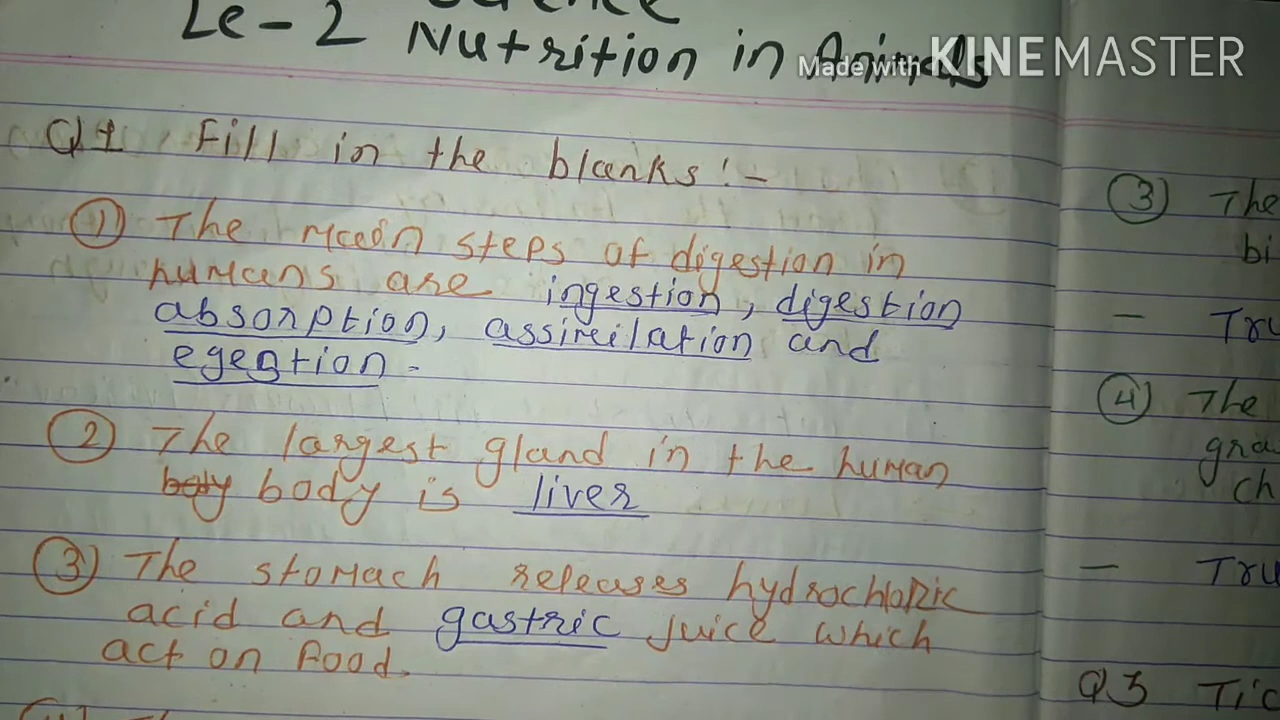 Science
Le-2 Nutrition in Animals
Made with KINEMASTER
Q1 Fill in the blanks:-
① The main steps of digestion in
humans are ingestion, digestion
absorption, assimilation and
egestion.
② The largest gland in the human
body body is liver
③ The stomach releases hydrochloric
acid and gastric juice which
act on food.
③ The
bi
- Tru
④ The
gra
ch
- Tru
Q3 Tic